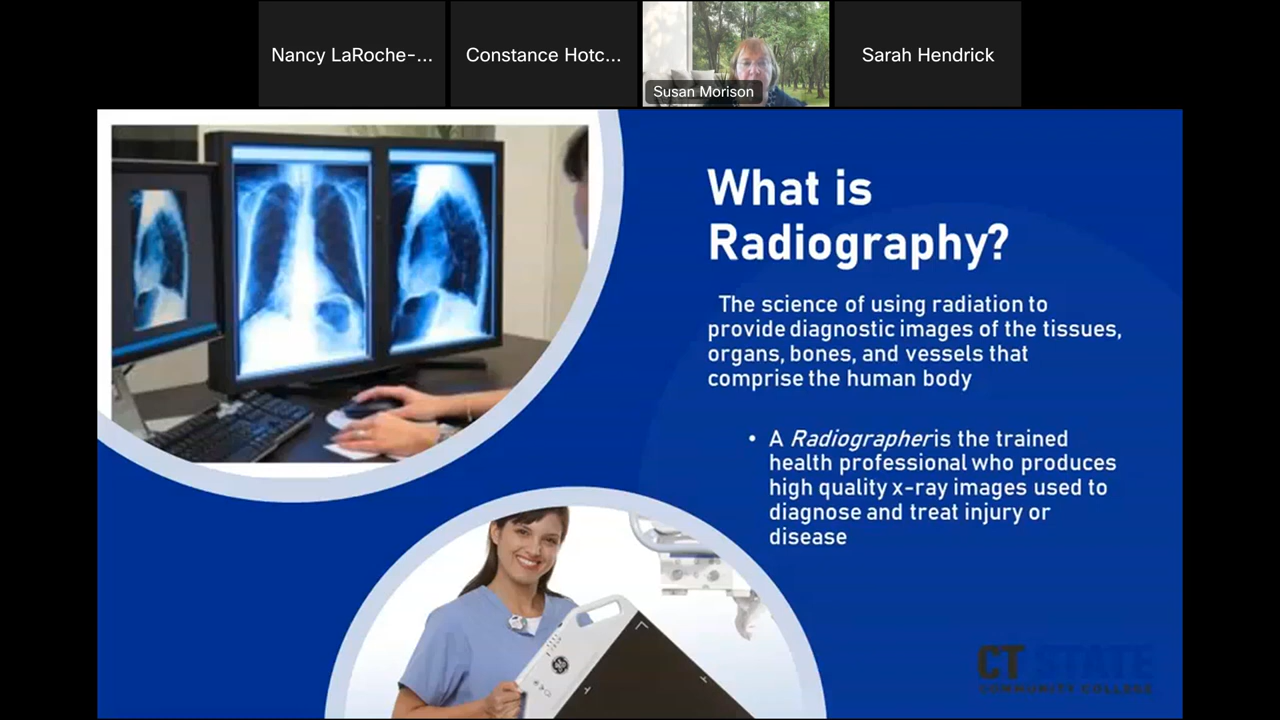 Nancy LaRoche-...
Constance Hotc...
Susan Morison
Sarah Hendrick
What is
Radiography?
The science of using radiation to
provide diagnostic images of the tissues,
organs, bones, and vessels that
comprise the human body
• A Radiographer is the trained
health professional who produces
high quality x-ray images used to
diagnose and treat injury or
disease
CT STATE
COMMUNITY COLLEGE